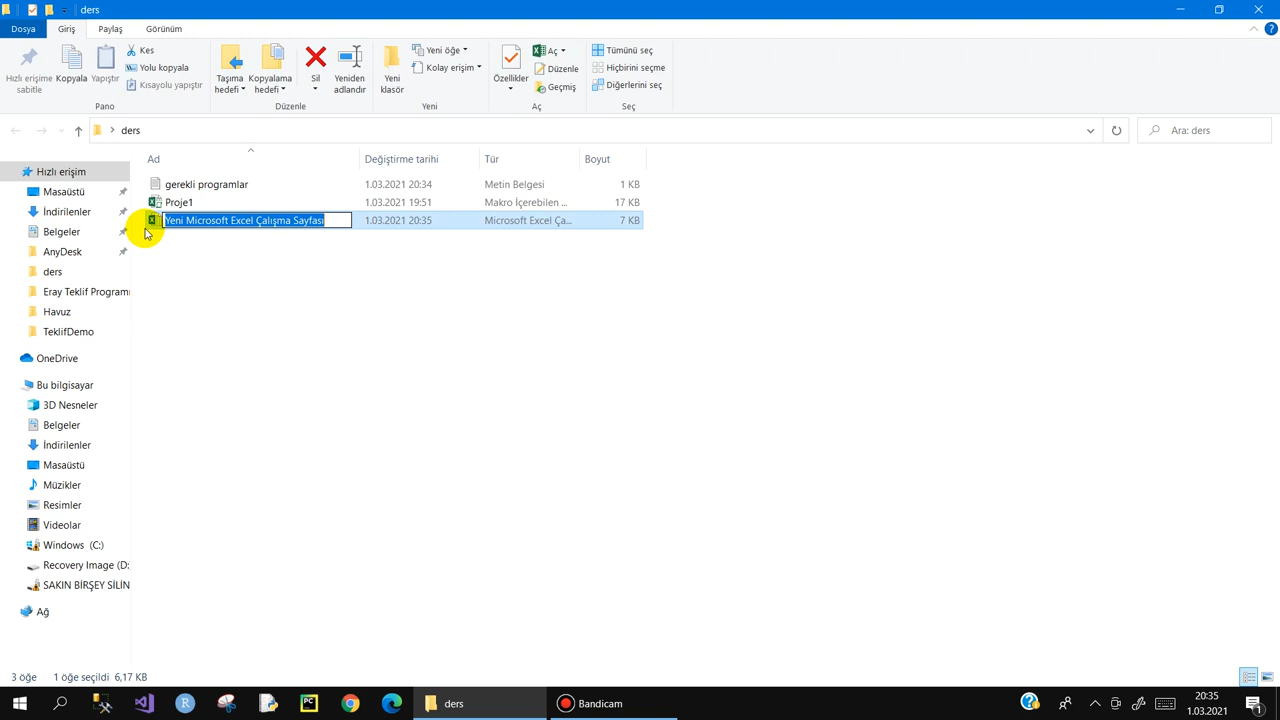 ders
Dosya Giriş Paylaş Görünüm
Hızlı erişime sabitle
Kopyala
Yapıştır
Kes
Yolu kopyala
Kısayolu yapıştır
Pano
Taşıma hedefi
Kopyalama hedefi
Sil
Yeniden adlandır
Düzenle
Yeni klasör
Yeni öğe
Kolay erişim
Yeni
Özellikler
Aç
Düzenle
Geçmiş
Aç
Tümünü seç
Hiçbirini seçme
Diğerlerini seç
Seç
ders
Ara: ders
Ad Değiştirme tarihi Tür Boyut
gerekli programlar 1.03.2021 20:34 Metin Belgesi 1 KB
Proje1 1.03.2021 19:51 Makro İçerebilen ... 17 KB
Yeni Microsoft Excel Çalışma Sayfası 1.03.2021 20:35 Microsoft Excel Ça... 7 KB
Hızlı erişim
Masaüstü
İndirilenler
Belgeler
AnyDesk
ders
Eray Teklif Program
Havuz
TeklifDemo
OneDrive
Bu bilgisayar
3D Nesneler
Belgeler
İndirilenler
Masaüstü
Müzikler
Resimler
Videolar
Windows (C:)
Recovery Image (D:
SAKIN BİRŞEY SİLİN
Ağ
3 öğe 1 öğe seçildi 6,17 KB
R
PC
ders
Bandicam
20:35
1.03.2021
1